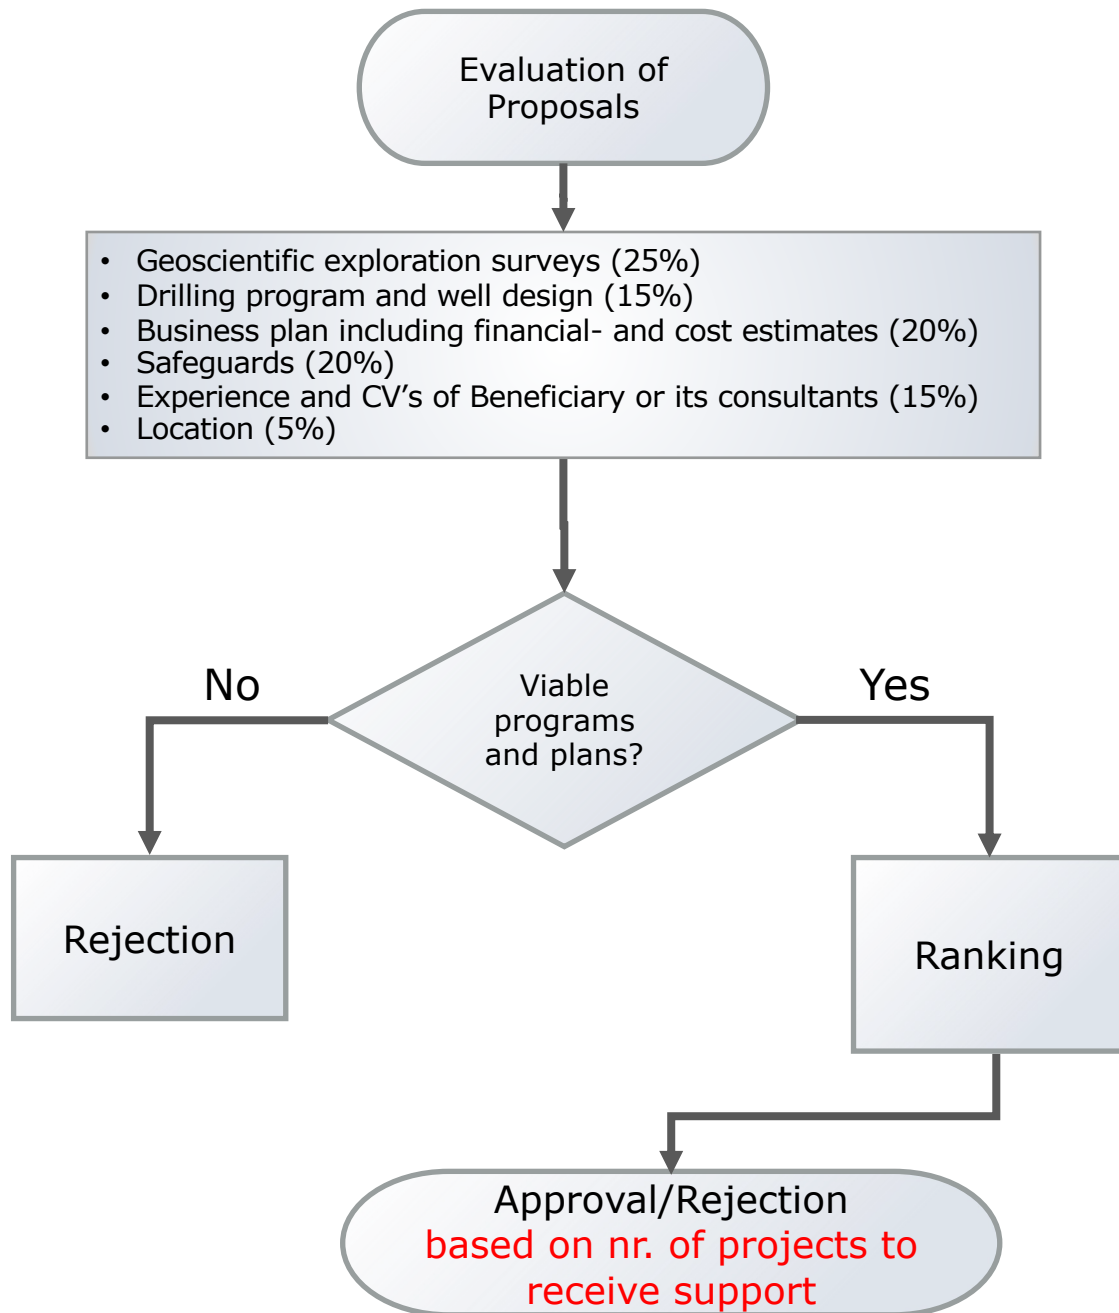 Evaluation of
Proposals
• Geoscientific exploration surveys (25%)
• Drilling program and well design (15%)
• Business plan including financial- and cost estimates (20%)
• Safeguards (20%)
• Experience and CV’s of Beneficiary or its consultants (15%)
• Location (5%)
No
Viable
programs
and plans?
Yes
Rejection
Ranking
Approval/Rejection
based on nr. of projects to
receive support